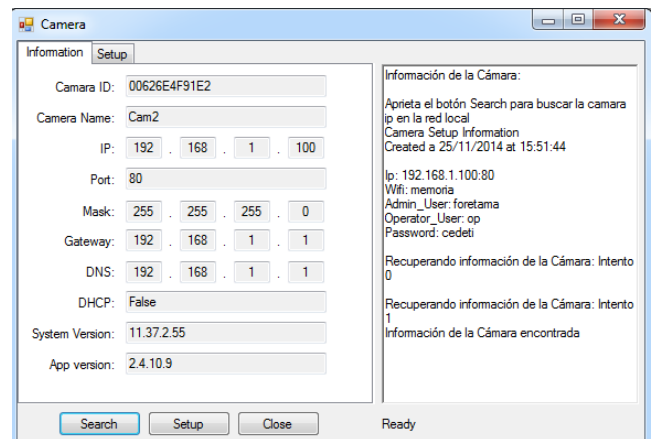 Camera
Information Setup
Camara ID: 00626E4F91E2
Camera Name: Cam2
IP: 192 . 168 . 1 . 100
Port: 80
Mask: 255 . 255 . 255 . 0
Gateway: 192 . 168 . 1 . 1
DNS: 192 . 168 . 1 . 1
DHCP: False
System Version: 11.37.2.55
App version: 2.4.10.9
Search Setup Close
Información de la Cámara:
Aprieta el botón Search para buscar la camara
ip en la red local
Camera Setup Information
Created a 25/11/2014 at 15:51:44
Ip: 192.168.1.100:80
Wifi: memoria
Admin_User: foretama
Operator_User: op
Password: cedeti
Recuperando información de la Cámara: Intento
0
Recuperando información de la Cámara: Intento
1
Información de la Cámara encontrada
Ready